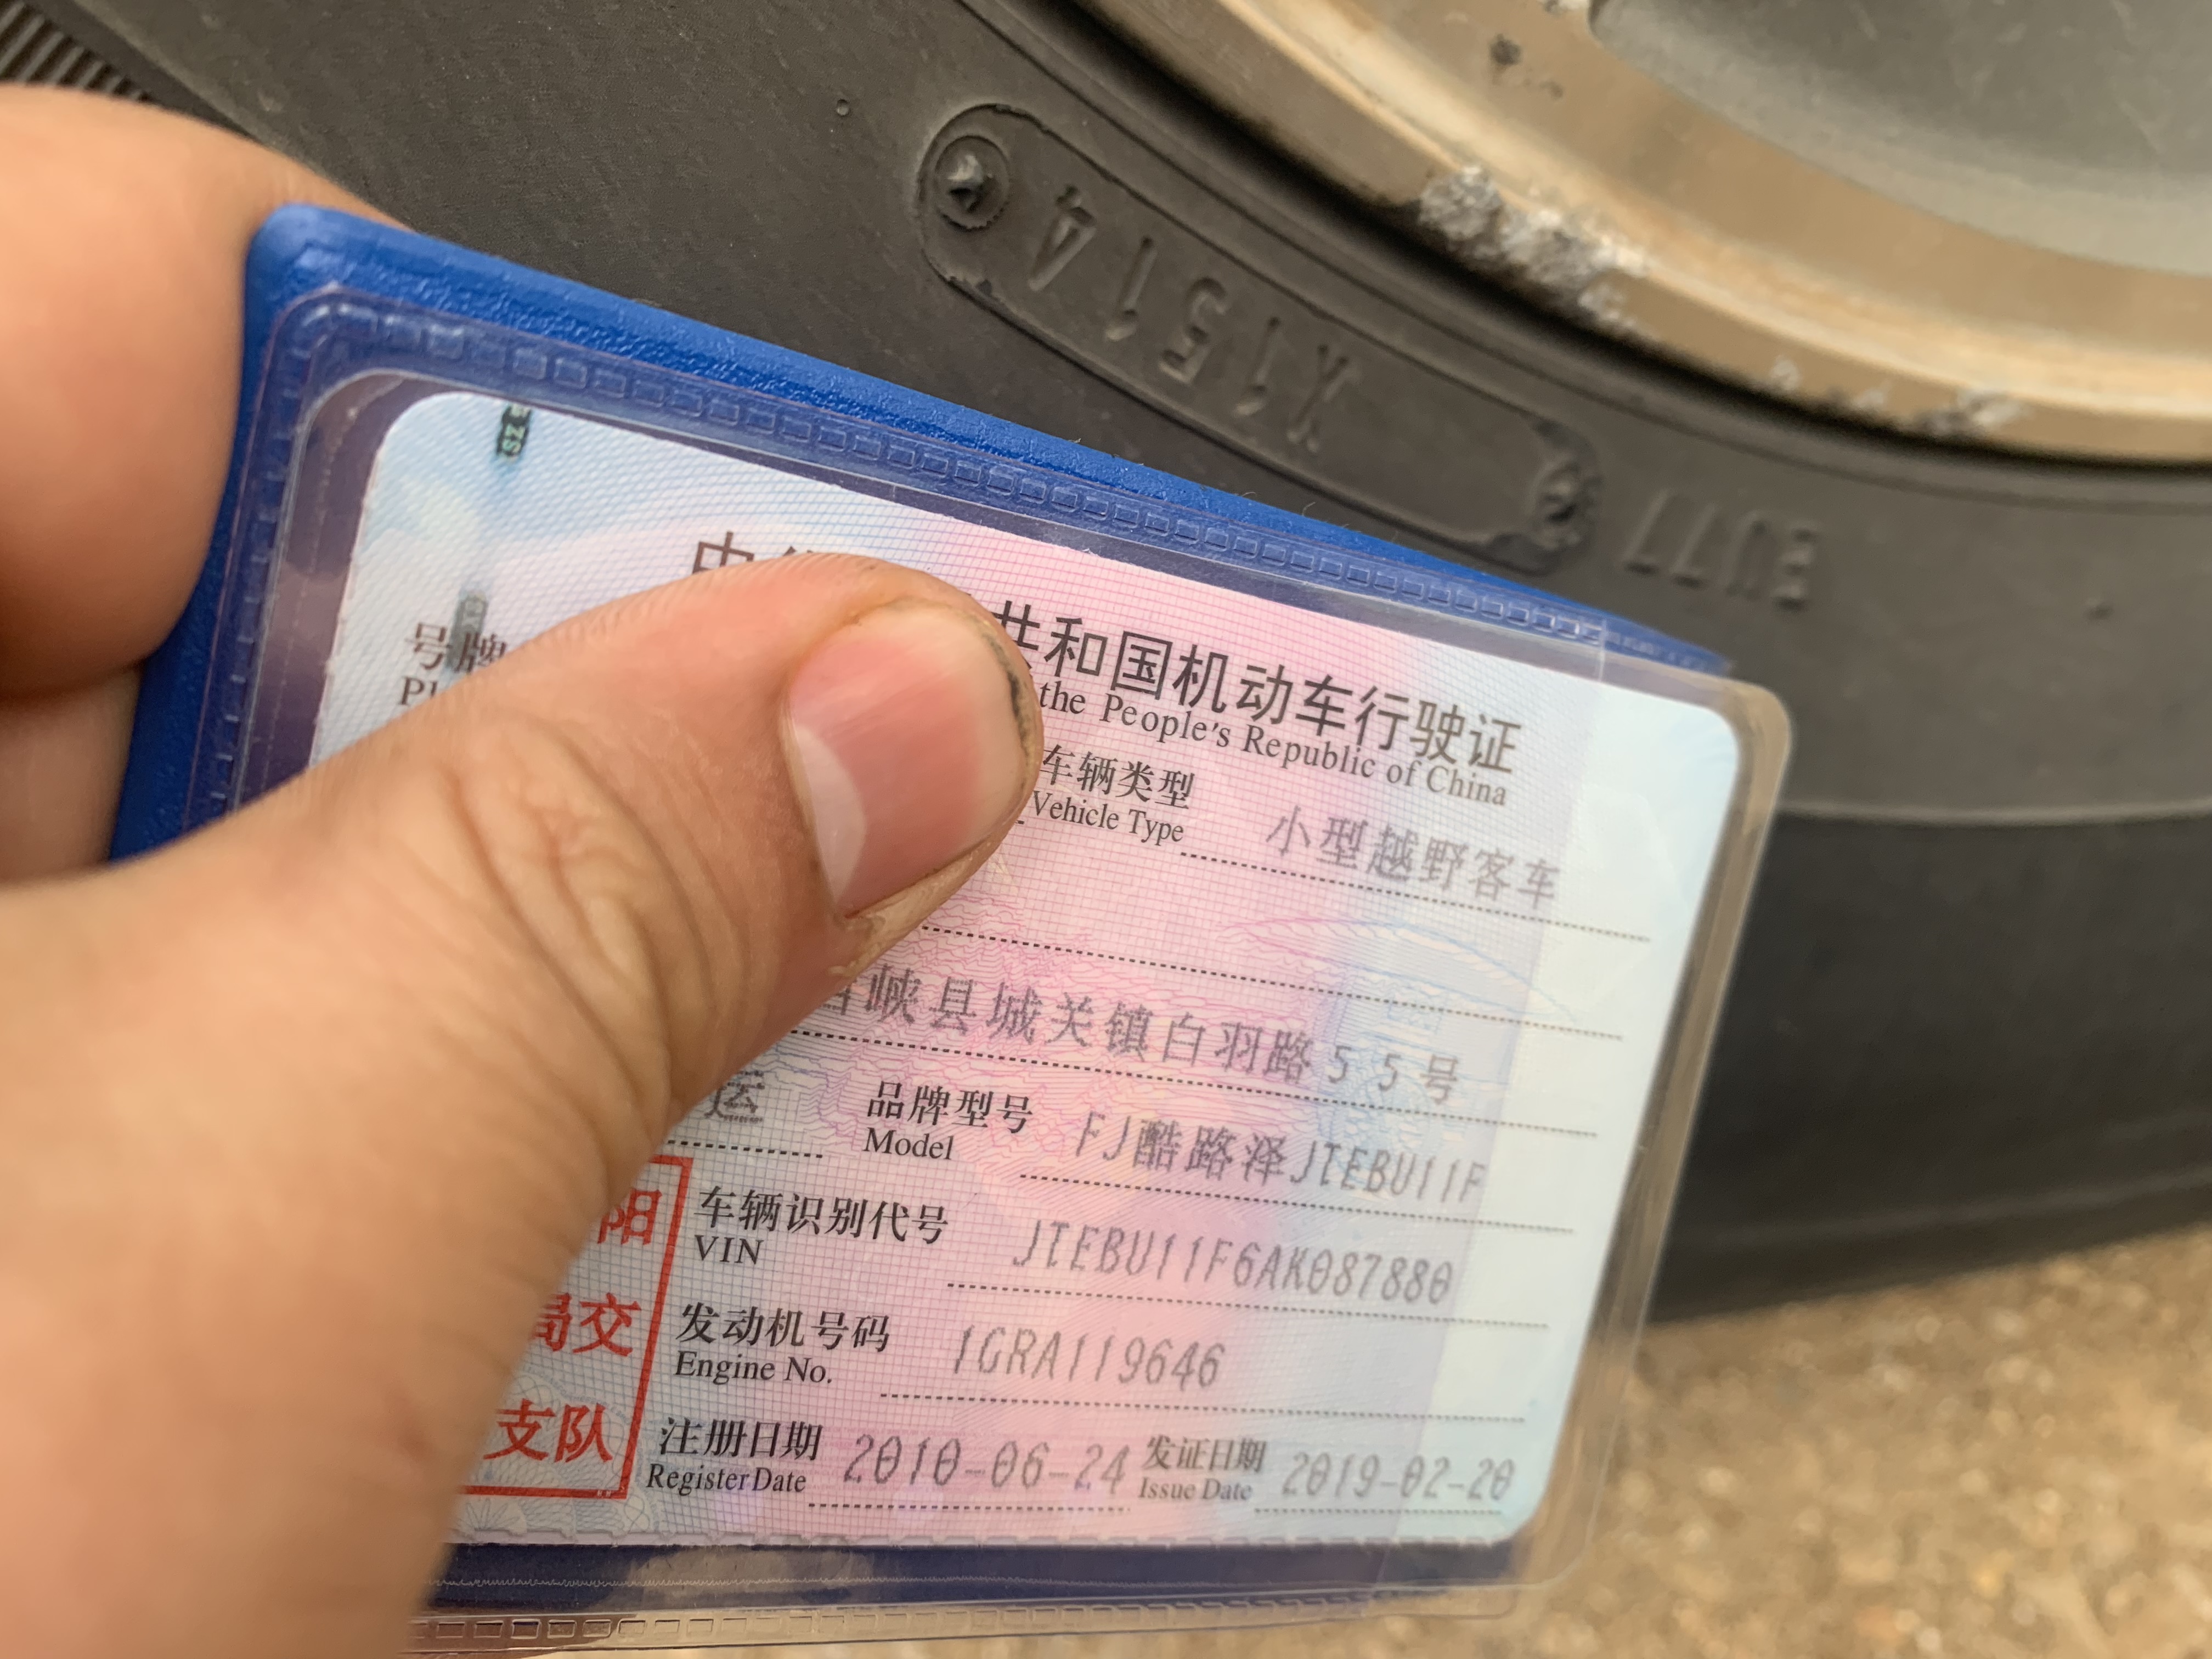 X1514
EU77
中
共和国机动车行驶证
the People's Republic of China
号牌
车辆类型
Vehicle Type
小型越野客车
峡县城关镇白羽路55号
运
品牌型号
Model
FJ酷路泽JTEBU11F
阳
局交
支队
车辆识别代号
VIN
JTEBU11F6AK087880
发动机号码
Engine No.
1GRA119646
注册日期
Register Date
2010-06-24
发证日期
Issue Date
2019-02-20